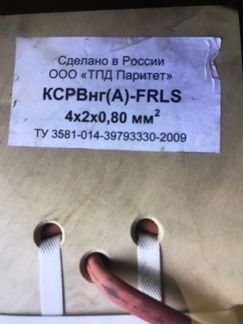 Сделано в России
ООО «ТПД Паритет»
КСРВнг(А)-FRLS
4х2х0,80 мм²
ТУ 3581-014-39793330-2009